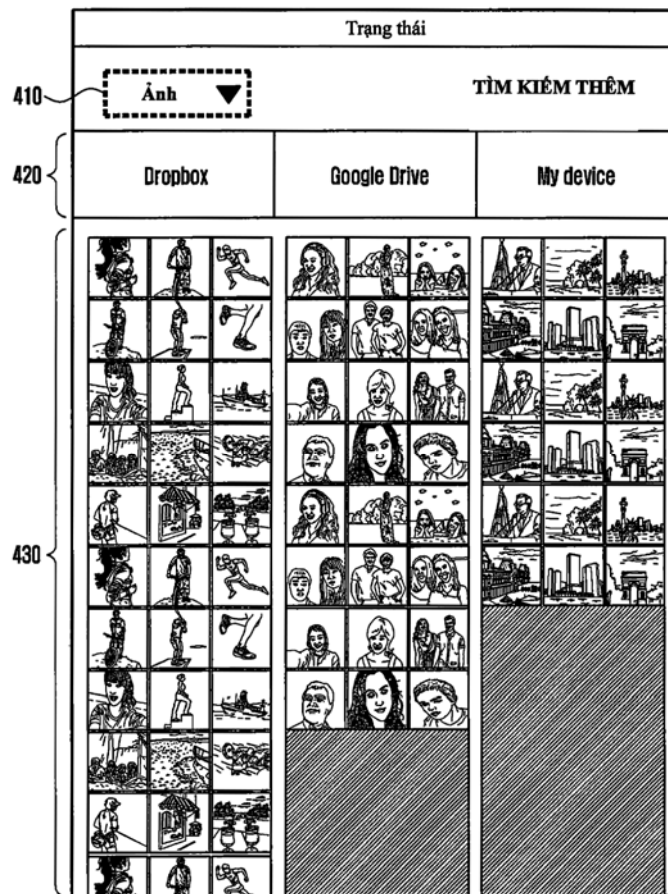 Trạng thái
410
Ảnh
TÌM KIẾM THÊM
420
Dropbox
Google Drive
My device
430